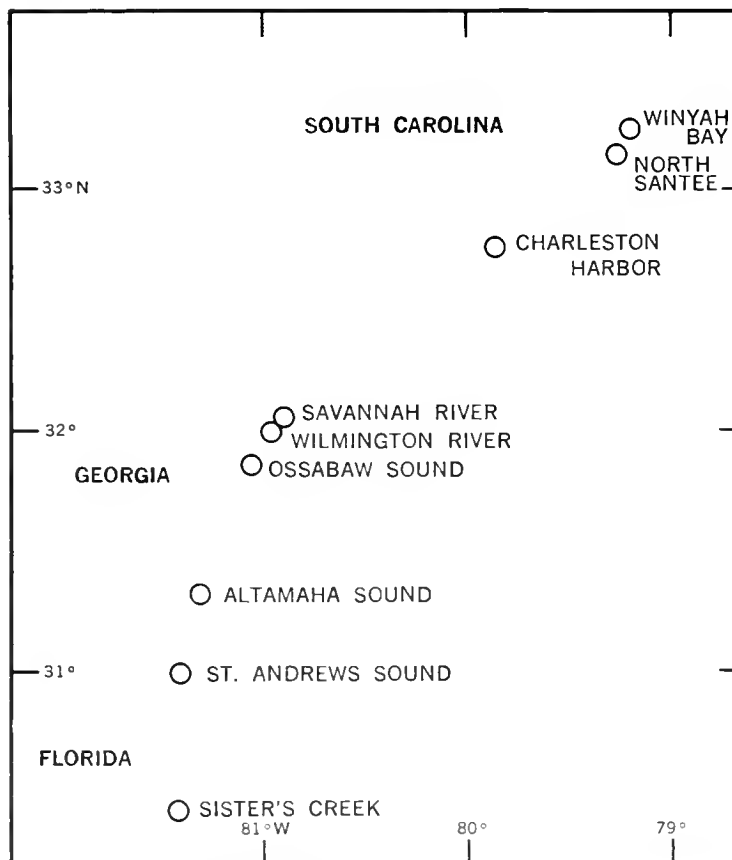 SOUTH CAROLINA
WINYAH
BAY
NORTH
SANTEE
33°N
CHARLESTON
HARBOR
SAVANNAH RIVER
32°
WILMINGTON RIVER
GEORGIA
OSSABAW SOUND
ALTAMAHA SOUND
31°
ST. ANDREWS SOUND
FLORIDA
SISTER'S CREEK
81°W
80°
79°